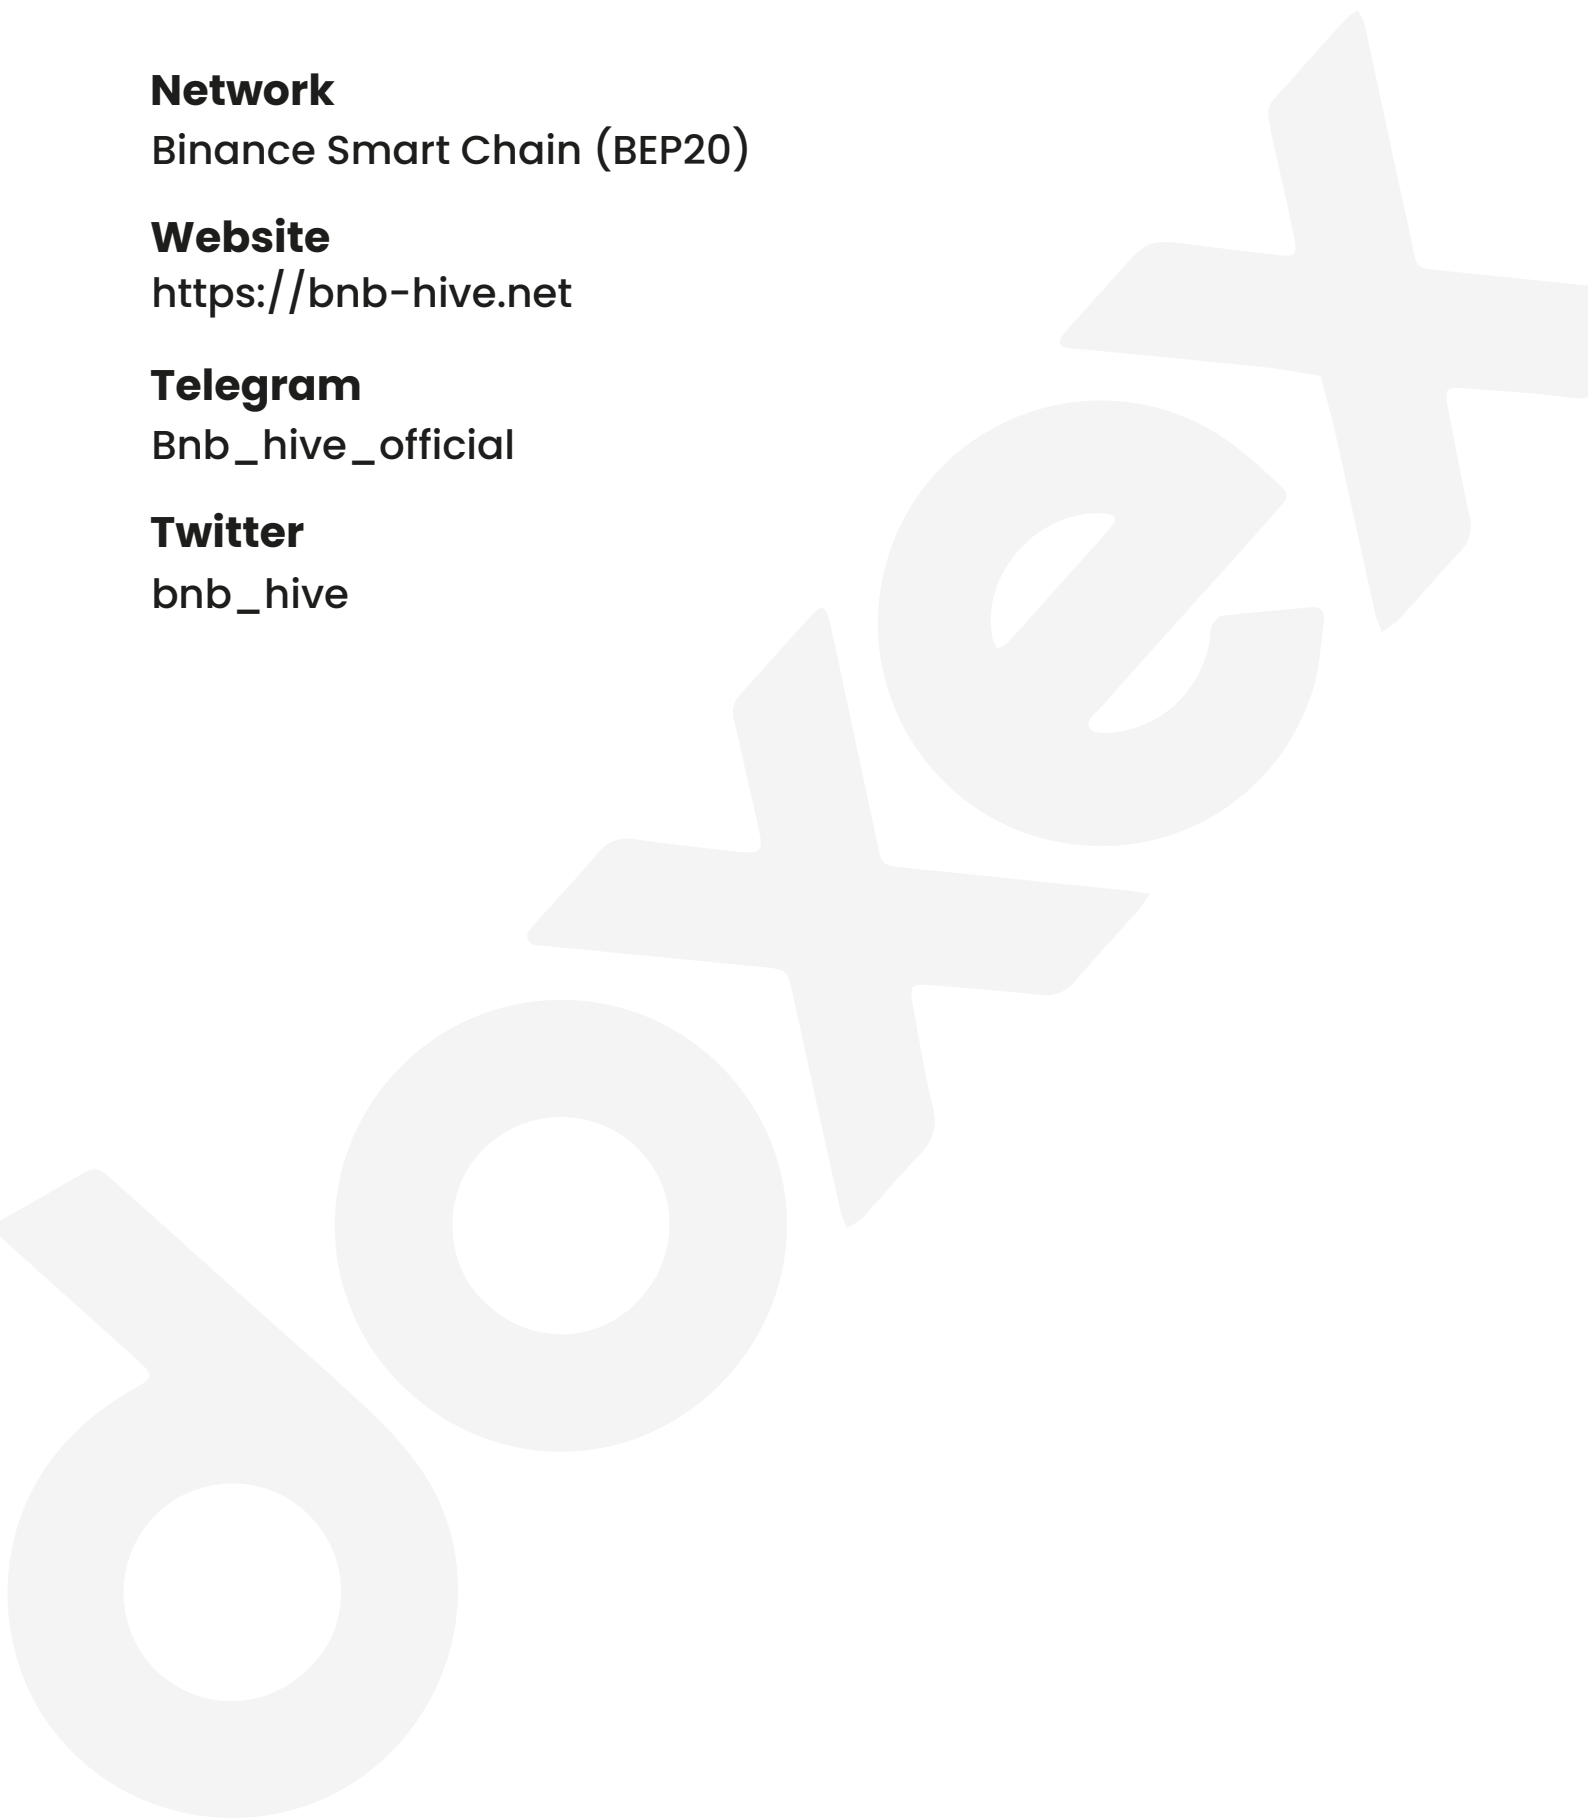 Network
Binance Smart Chain (BEP20)
Website
https://bnb-hive.net
Telegram
Bnb_hive_official
Twitter
bnb_hive
doxex